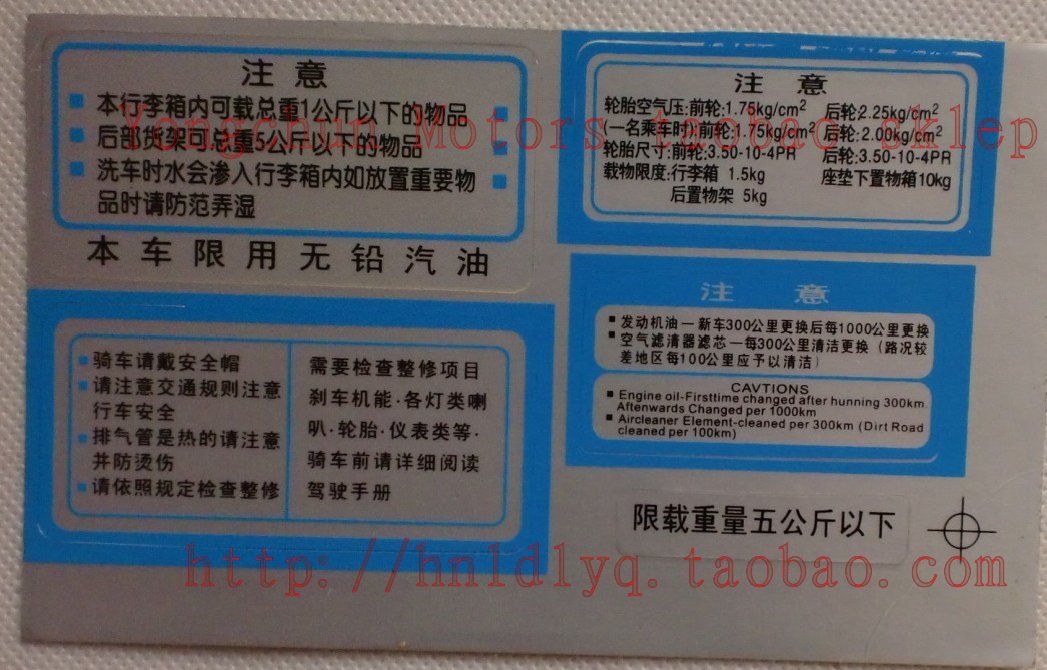 注意
本行李箱内可载总重1公斤以下的物品
后部货架可总重5公斤以下的物品
洗车时水会渗入行李箱内如放置重要物
品时请防范弄湿
本车限用无铅汽油
注意
轮胎空气压:前轮:1.75kg/cm² 后轮:2.25kg/cm²
(一名乘车时):前轮:1.75kg/cm² 后轮:2.00kg/cm²
轮胎尺寸:前轮:3.50-10-4PR 后轮:3.50-10-4PR
载物限度:行李箱 1.5kg 座垫下置物箱10kg
后置物架 5kg
骑车请戴安全帽
请注意交通规则注意
行车安全
排气管是热的请注意
并防烫伤
请依照规定检查整修
需要检查整修项目
刹车机能·各灯类喇
叭·轮胎·仪表类等·
骑车前请详细阅读
驾驶手册
注意
发动机油—新车300公里更换后每1000公里更换
空气滤清器滤芯—每300公里清洁更换(路况较
差地区每100公里应予以清洁)
CAVTIONS
Engine oil-Firsttime changed after hunning 300km.
Aftenwards Changed per 1000km
Aircleaner Element-cleaned per 300km (Dirt Road
cleaned per 100km)
限载重量五公斤以下
Yongchun Motors taobao sklep
http://hnldlyq.taobao.com